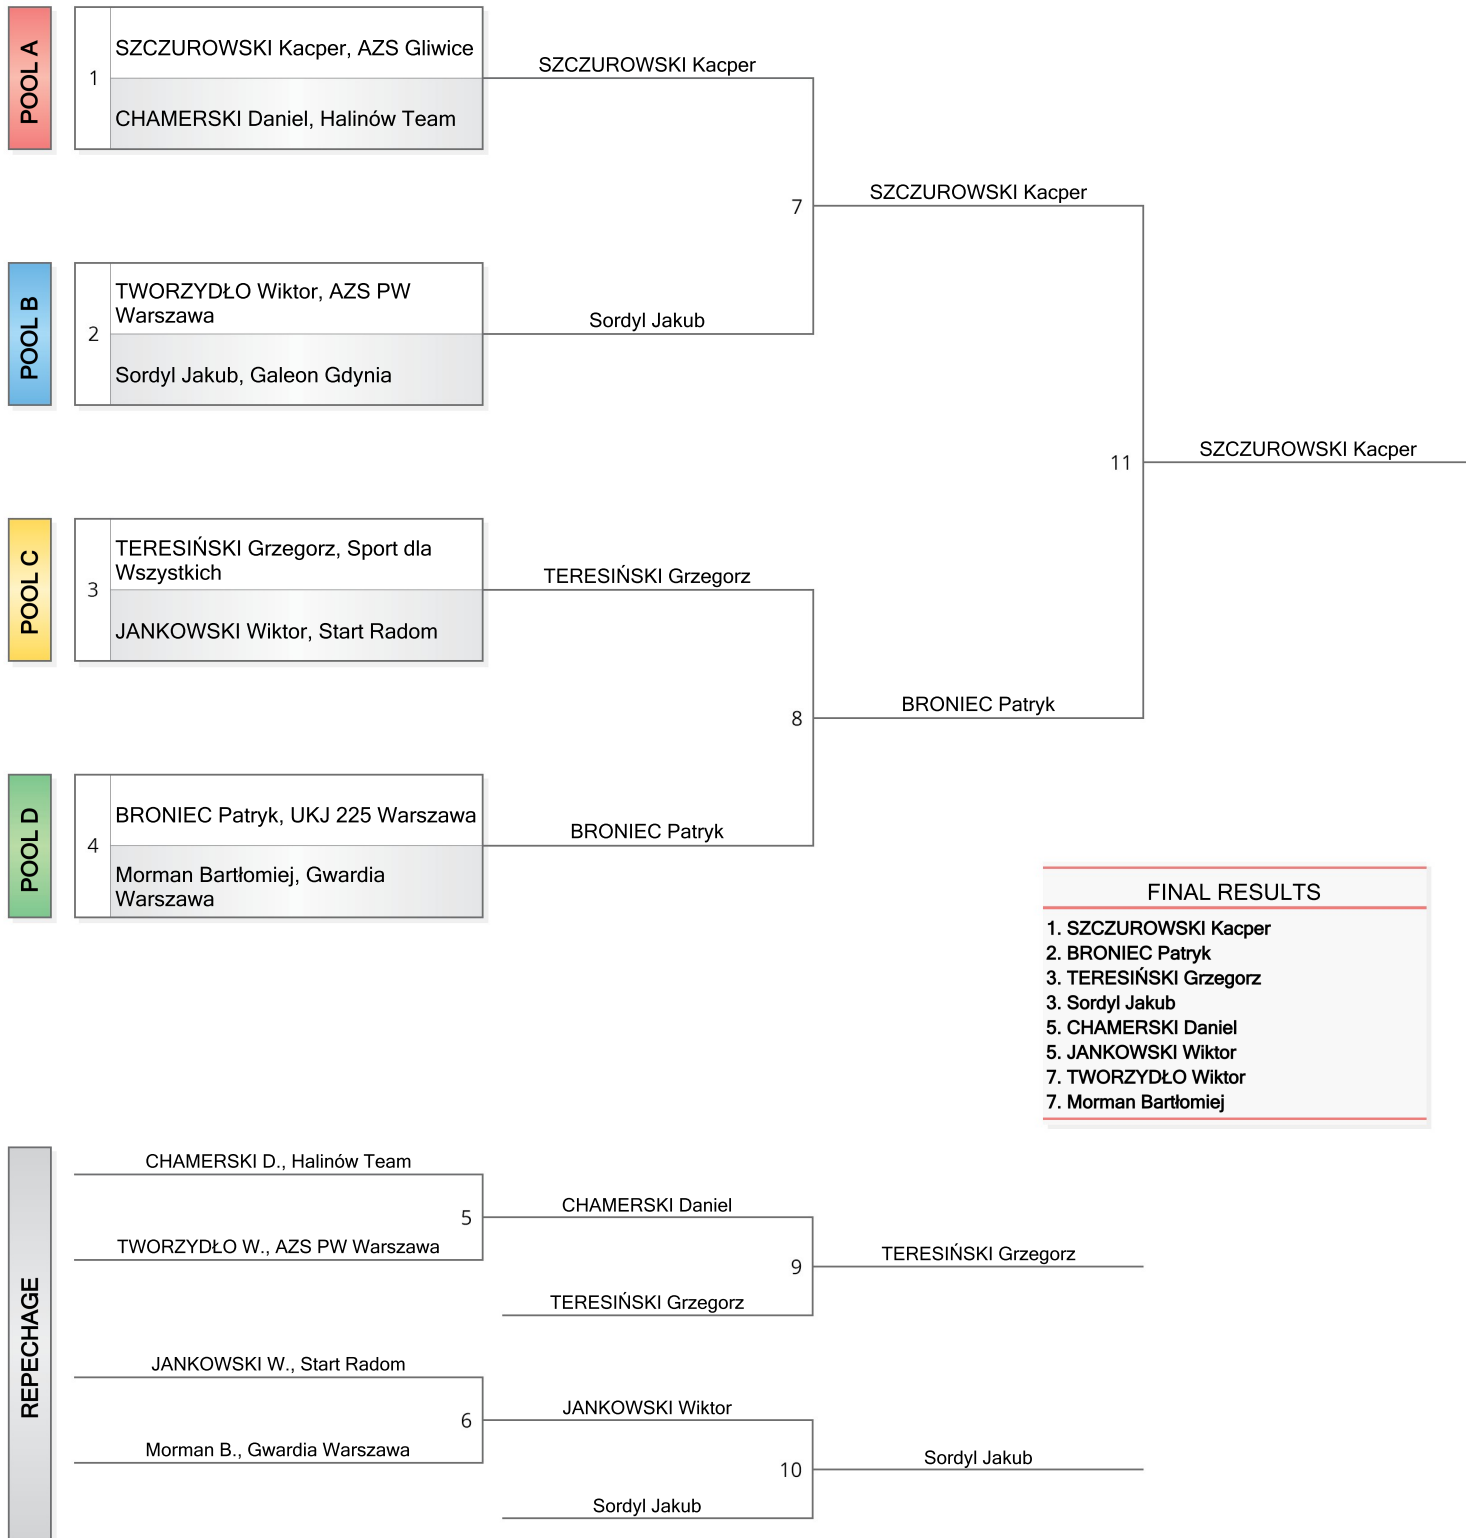 POOL A
1
SZCZUROWSKI Kacper, AZS Gliwice
CHAMERSKI Daniel, Halinów Team
SZCZUROWSKI Kacper
7
SZCZUROWSKI Kacper
POOL B
2
TWORZYDŁO Wiktor, AZS PW
Warszawa
Sordyl Jakub, Galeon Gdynia
Sordyl Jakub
11
SZCZUROWSKI Kacper
POOL C
3
TERESIŃSKI Grzegorz, Sport dla
Wszystkich
JANKOWSKI Wiktor, Start Radom
TERESIŃSKI Grzegorz
8
BRONIEC Patryk
POOL D
4
BRONIEC Patryk, UKJ 225 Warszawa
Morman Bartłomiej, Gwardia
Warszawa
BRONIEC Patryk
FINAL RESULTS
1. SZCZUROWSKI Kacper
2. BRONIEC Patryk
3. TERESIŃSKI Grzegorz
3. Sordyl Jakub
5. CHAMERSKI Daniel
5. JANKOWSKI Wiktor
7. TWORZYDŁO Wiktor
7. Morman Bartłomiej
REPECHAGE
CHAMERSKI D., Halinów Team
5
TWORZYDŁO W., AZS PW Warszawa
CHAMERSKI Daniel
9
TERESIŃSKI Grzegorz
TERESIŃSKI Grzegorz
JANKOWSKI W., Start Radom
6
Morman B., Gwardia Warszawa
JANKOWSKI Wiktor
10
Sordyl Jakub
Sordyl Jakub